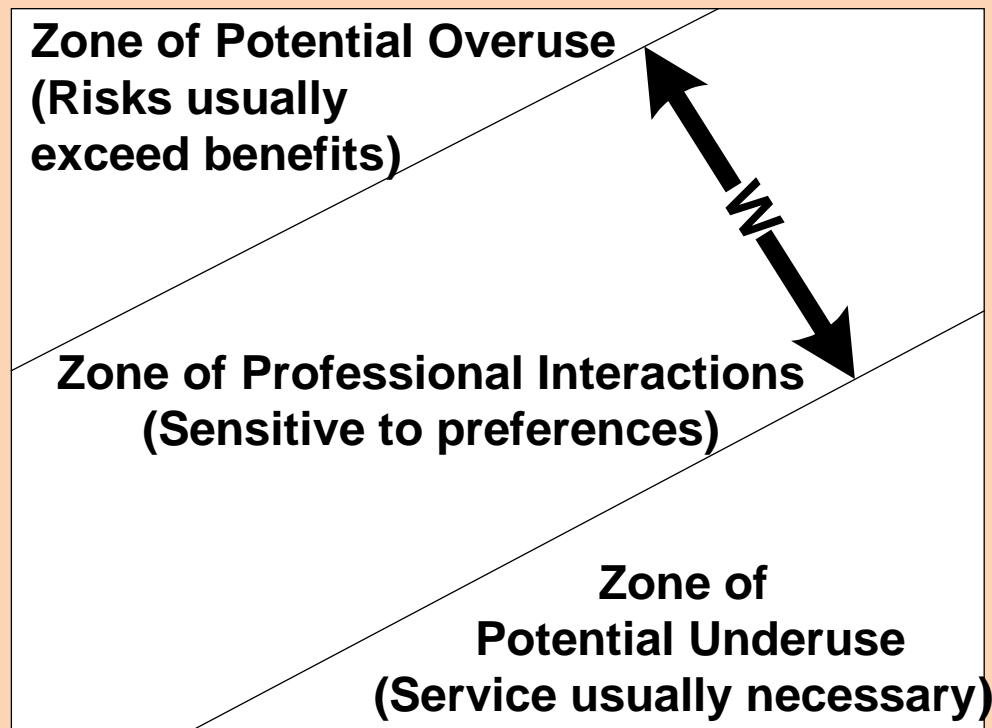 Zone of Potential Overuse
(Risks usually
exceed benefits)
W
Zone of Professional Interactions
(Sensitive to preferences)
Zone of
Potential Underuse
(Service usually necessary)